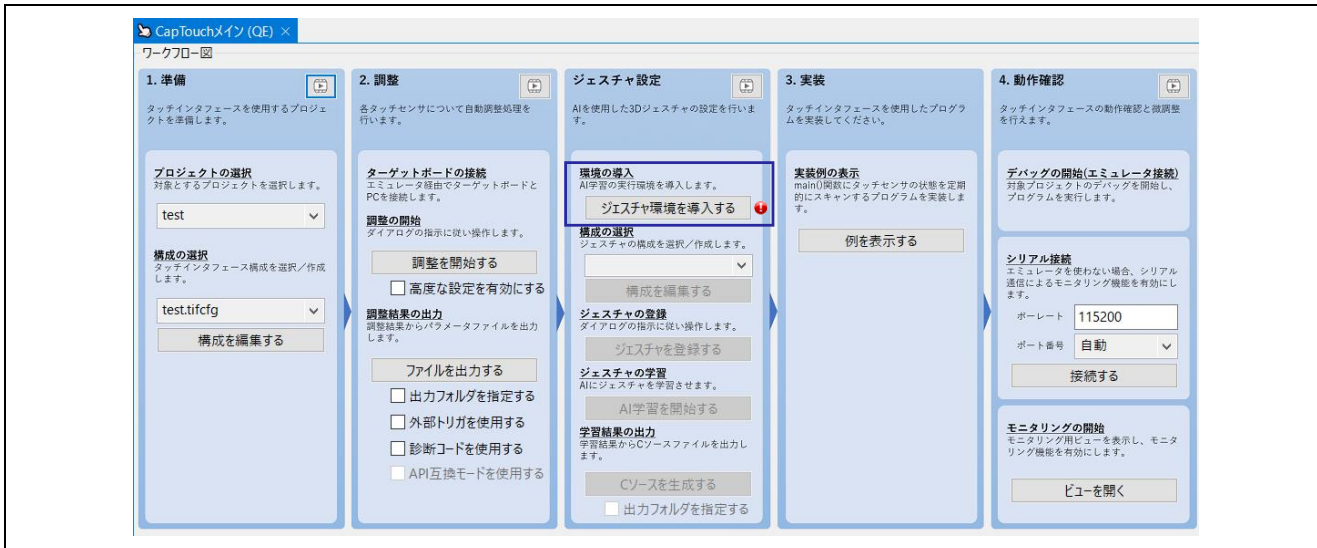 CapTouchメイン (QE) ×
ワークフロー図
1. 準備
タッチインタフェースを使用するプロジェ
クトを準備します。
プロジェクトの選択
対象とするプロジェクトを選択します。
test
構成の選択
タッチインタフェース構成を選択／作成
します。
test.tifcfg
構成を編集する
2. 調整
各タッチセンサについて自動調整処理を
行います。
ターゲットボードの接続
エミュレータ経由でターゲットボードと
PCを接続します。
調整の開始
ダイアログの指示に従い操作します。
調整を開始する
高度な設定を有効にする
調整結果の出力
調整結果からパラメータファイルを出力
します。
ファイルを出力する
出力フォルダを指定する
外部トリガを使用する
診断コードを使用する
API互換モードを使用する
ジェスチャ設定
AIを使用した3Dジェスチャの設定を行いま
す。
環境の導入
AI学習の実行環境を導入します。
ジェスチャ環境を導入する
構成の選択
ジェスチャの構成を選択／作成します。
構成を編集する
ジェスチャの登録
ダイアログの指示に従い操作します。
ジェスチャを登録する
ジェスチャの学習
AIにジェスチャを学習させます。
AI学習を開始する
学習結果の出力
学習結果からCソースファイルを出力し
ます。
Cソースを生成する
出力フォルダを指定する
3. 実装
タッチインタフェースを使用したプログラ
ムを実装してください。
実装例の表示
main()関数にタッチセンサの状態を定期
的にスキャンするプログラムを実装しま
す。
例を表示する
4. 動作確認
タッチインタフェースの動作確認と微調整
を行えます。
デバッグの開始(エミュレータ接続)
対象プロジェクトのデバッグを開始し、
プログラムを実行します。
シリアル接続
エミュレータを使わない場合、シリアル
通信によるモニタリング機能を有効にし
ます。
ボーレート 115200
ポート番号 自動
接続する
モニタリングの開始
モニタリング用ビューを表示し、モニタ
リング機能を有効にします。
ビューを開く